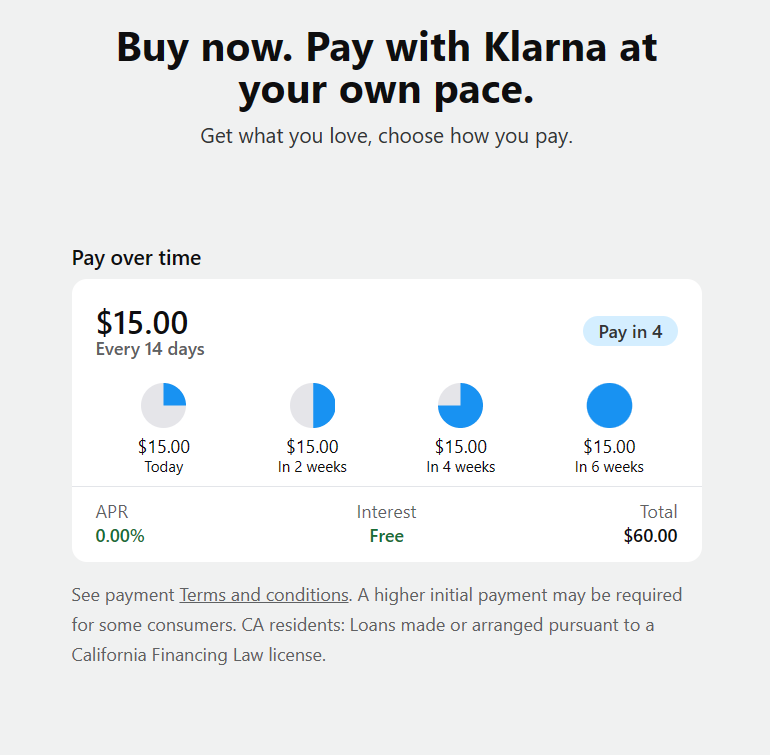 Buy now. Pay with Klarna at
your own pace.
Get what you love, choose how you pay.
Pay over time
$15.00
Every 14 days
Pay in 4
$15.00 $15.00 $15.00 $15.00
Today In 2 weeks In 4 weeks In 6 weeks
APR Interest Total
0.00% Free $60.00
See payment Terms and conditions. A higher initial payment may be required
for some consumers. CA residents: Loans made or arranged pursuant to a
California Financing Law license.